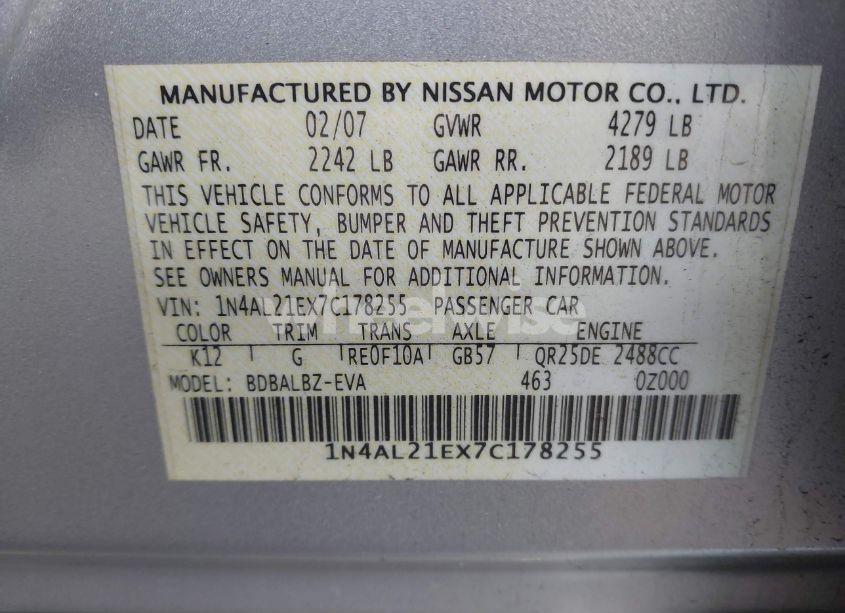 MANUFACTURED BY NISSAN MOTOR CO., LTD.
DATE 02/07 GVWR 4279 LB
GAWR FR. 2242 LB GAWR RR. 2189 LB
THIS VEHICLE CONFORMS TO ALL APPLICABLE FEDERAL MOTOR
VEHICLE SAFETY, BUMPER AND THEFT PREVENTION STANDARDS
IN EFFECT ON THE DATE OF MANUFACTURE SHOWN ABOVE.
SEE OWNERS MANUAL FOR ADDITIONAL INFORMATION.
VIN: 1N4AL21EX7C178255 PASSENGER CAR
wheelwise
COLOR TRIM TRANS AXLE ENGINE
K12 G RE0F10A GB57 QR25DE 2488CC
MODEL: BDBALBZ-EVA 463 0Z000
1N4AL21EX7C178255